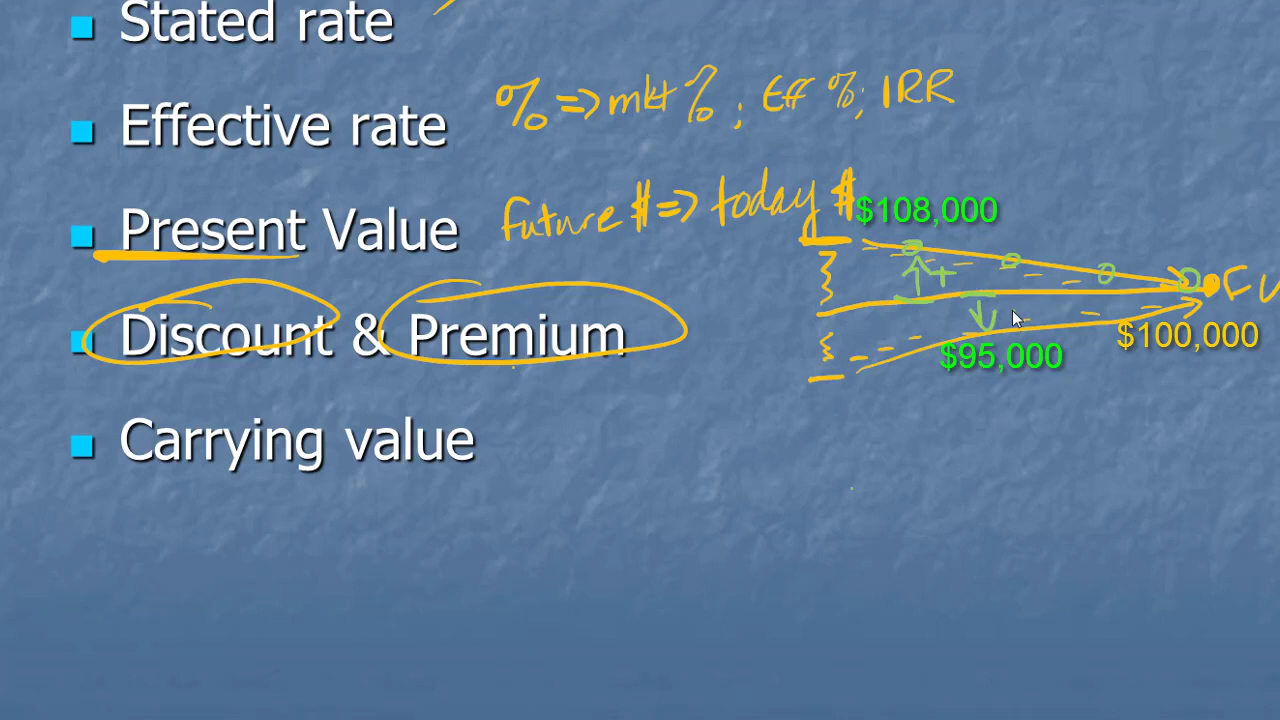 Stated rate
% => mkt %; Eff %; IRR
Effective rate
future # => today #
$108,000
Present Value
+
FV
Discount & Premium
$100,000
$95,000
Carrying value